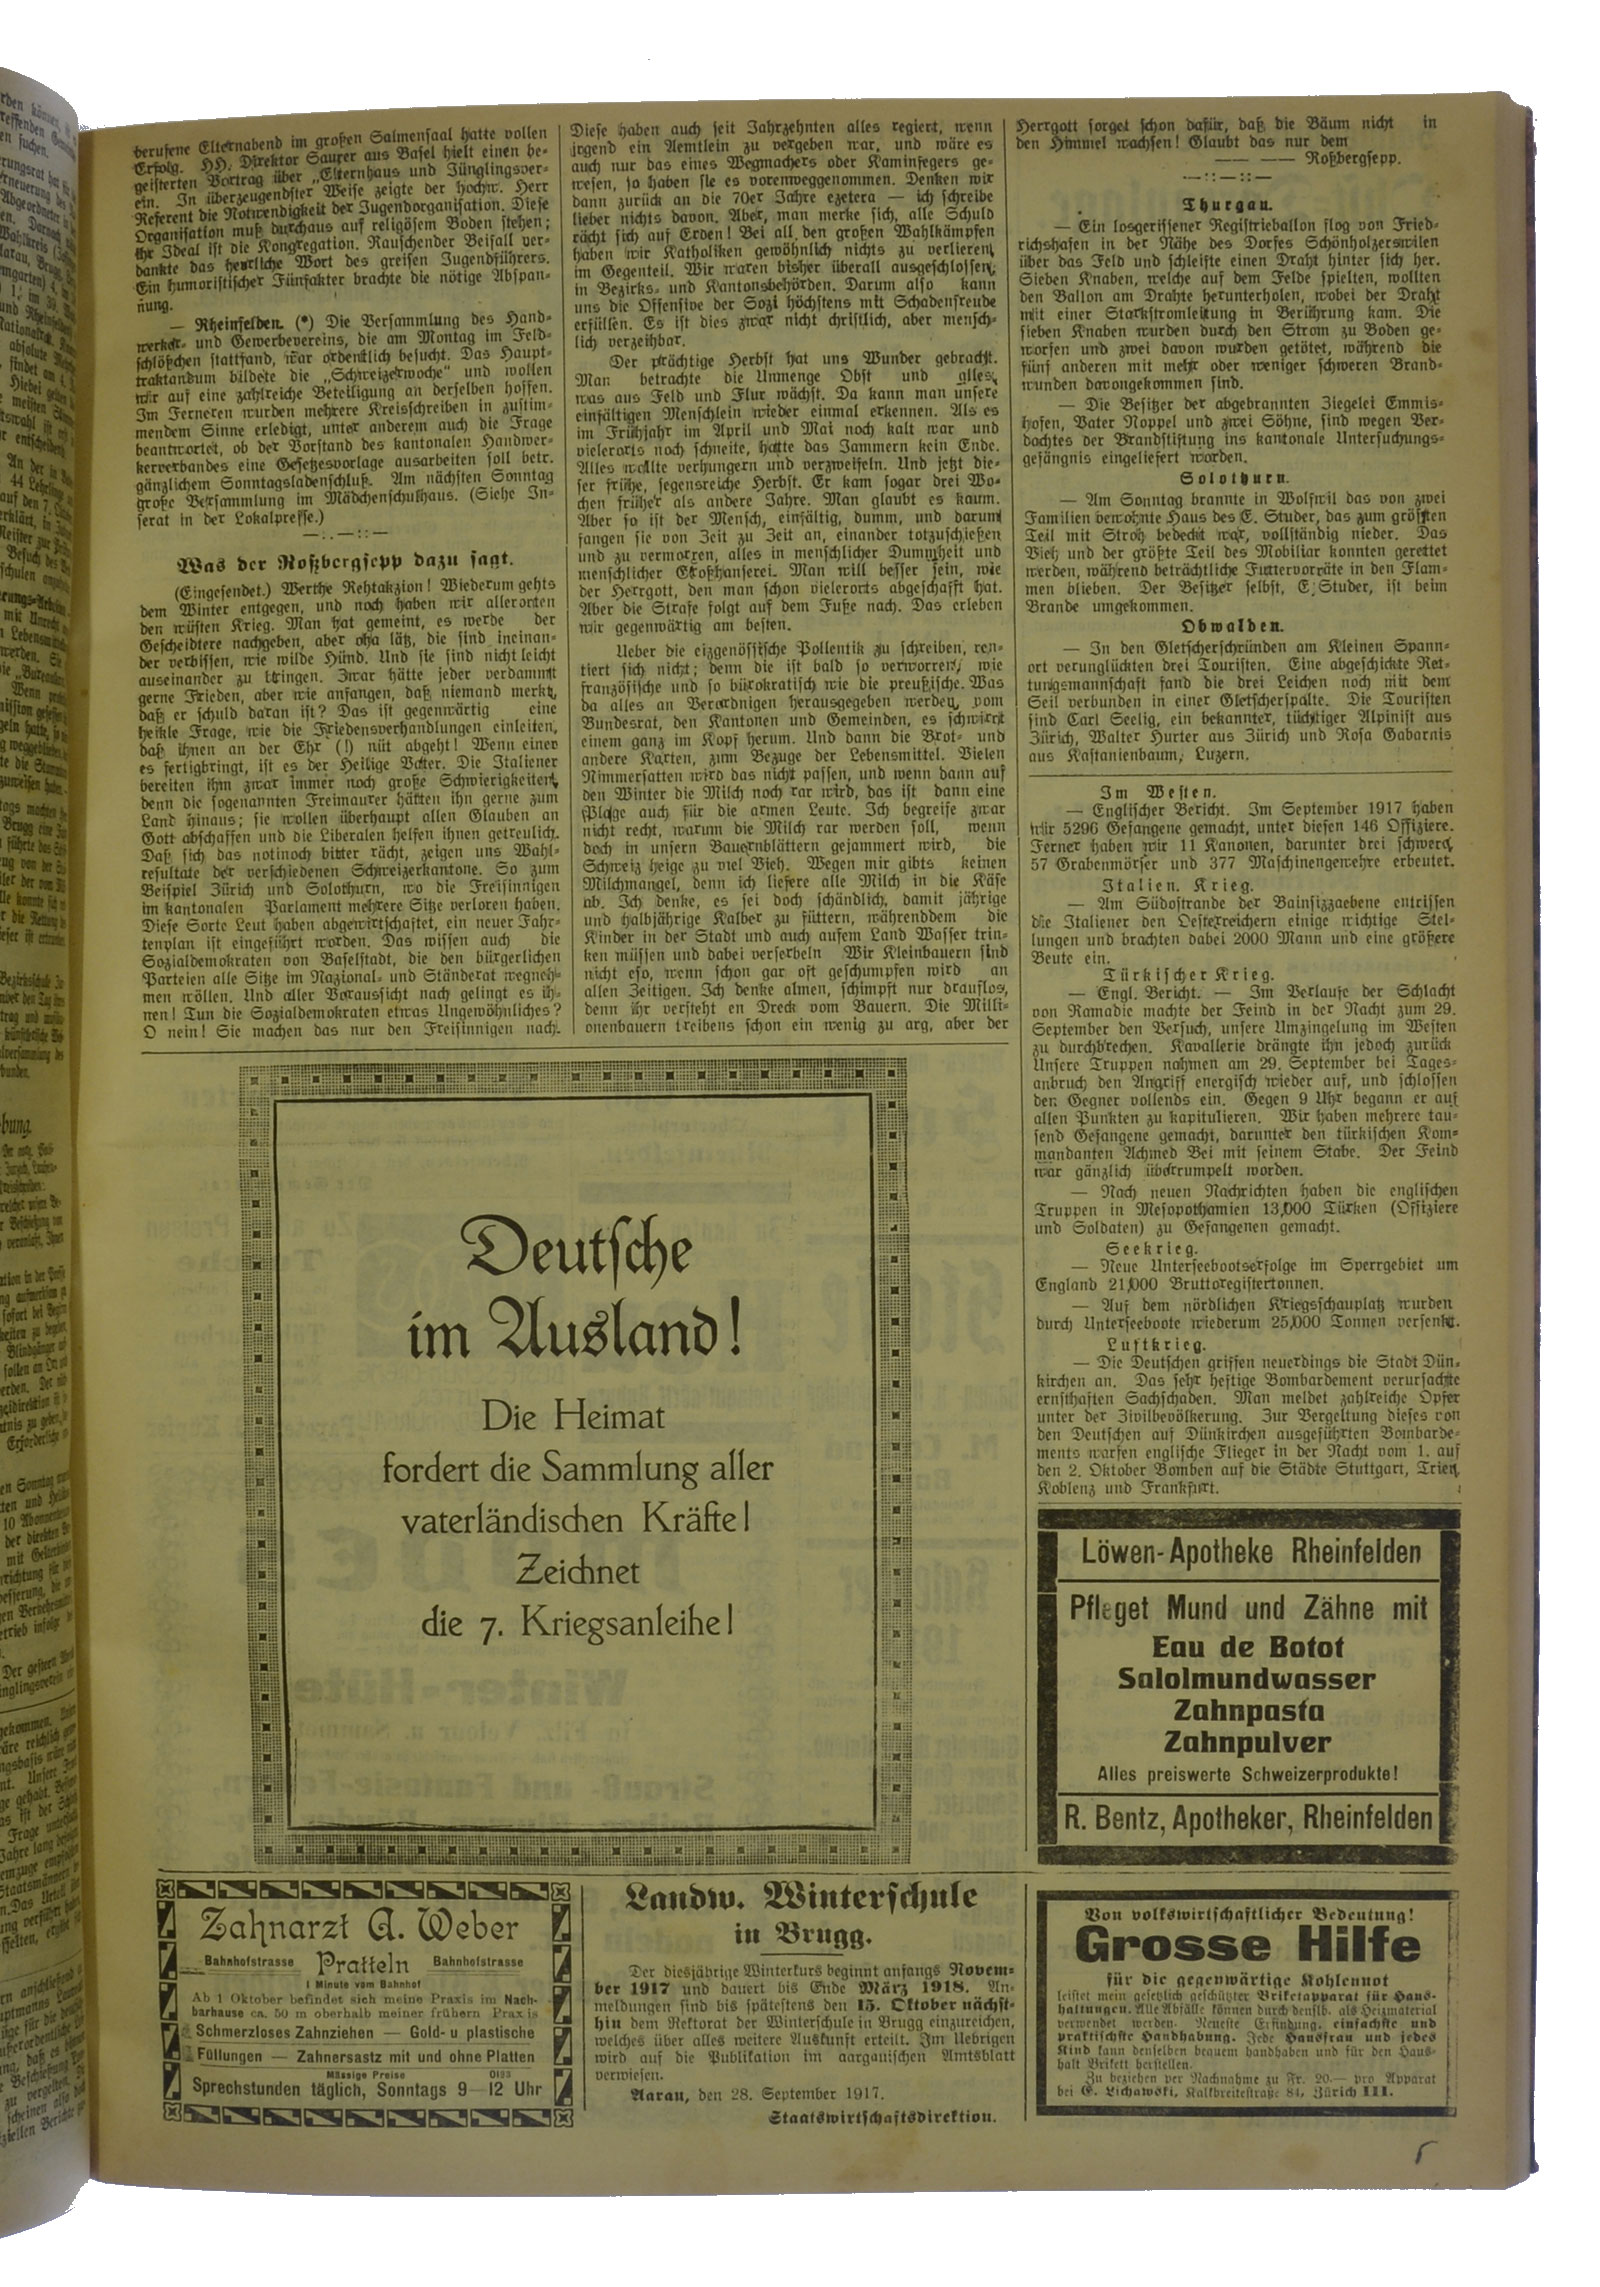 berufene Elternabend im großen Salmensaal hatte vollen
Erfolg. HH. Direktor Saurer aus Basel hielt einen be-
geisterten Vortrag über „Elternhaus und Jünglingsver-
ein. In überzeugendster Weise zeigte der hochw. Herr
Referent die Notwendigkeit der Jugendorganisation. Diese
Organisation muß durchaus auf religösem Boden stehen;
ihr Ideal ist die Kongregation. Rauschender Beifall ver-
dankte das herrliche Wort des greisen Jugendführers.
Ein humoristischer Fünfakter brachte die nötige Abspan-
nung.
— Rheinfelden. (*) Die Versammlung des Hand-
werker- und Gewerbevereins, die am Montag im Feld-
schlößchen stattfand, war ordentlich besucht. Das Haupt-
traktandum bildete die „Schweizerwoche" und wollen
wir auf eine zahlreiche Beteiligung an derselben hoffen.
Im Ferneren wurden mehrere Kreisschreiben in zustim-
mendem Sinne erledigt, unter anderem auch die Frage
beantwortet, ob der Vorstand des kantonalen Handwer-
kerverbandes eine Gesetzesvorlage ausarbeiten soll betr.
gänzlichem Sonntagsladenschluß. Am nächsten Sonntag
große Versammlung im Mädchenschulhaus. (Siehe In-
serat in der Lokalpresse.)
—:.—::—
Was der Roßbergsepp dazu sagt.
(Eingesendet.) Werthe Rehtakzion! Wiederum gehts
dem Winter entgegen, und noch haben wir allerorten
den wüsten Krieg. Man hat gemeint, es werde der
Gescheidtere nachgeben, aber oha lätz, die sind ineinan-
der verbissen, wie wilde Hünd. Und sie sind nicht leicht
auseinander zu bringen. Zwar hätte jeder verdammt
gerne Frieden, aber wie anfangen, daß niemand merkt,
daß er schuld daran ist? Das ist gegenwärtig eine
heikle Frage, wie die Friedensverhandlungen einleiten,
daß ihnen an der Ehr (!) nüt abgeht! Wenn einer
es fertigbringt, ist es der Heilige Vater. Die Italiener
bereiten ihm zwar immer noch große Schwierigkeiten,
denn die sogenannten Freimaurer hätten ihn gerne zum
Land hinaus; sie wollen überhaupt allen Glauben an
Gott abschaffen und die Liberalen helfen ihnen getreulich.
Daß sich das notinoch bitter rächt, zeigen uns Wahl-
resultate der verschiedenen Schweizerkantone. So zum
Beispiel Zürich und Solothurn, wo die Freisinnigen
im kantonalen Parlament mehrere Sitze verloren haben.
Diese Sorte Leut haben abgewirtschaftet, ein neuer Fahr-
tenplan ist eingeführt worden. Das wissen auch die
Sozialdemokraten von Baselstadt, die den bürgerlichen
Parteien alle Sitze im Nazional- und Ständerat wegneh-
men wöllen. Und aller Voraussicht nach gelingt es ih-
nen! Tun die Sozialdemokraten etwas Ungewöhnliches?
O nein! Sie machen das nur den Freisinnigen nach.
Diese haben auch seit Jahrzehnten alles regiert, wenn
irgend ein Aemtlein zu vergeben war, und wäre es
auch nur das eines Wegmachers oder Kaminfegers ge-
wesen, so haben sie es vorenweggenommen. Denken wir
dann zurück an die 70er Jahre ezetera — ich schreibe
lieber nichts davon. Aber, man merke sich, alle Schuld
rächt sich auf Erden! Bei all den großen Wahlkämpfen
haben wir Katholiken gewöhnlich nichts zu verlieren,
im Gegenteil. Wir waren bisher überall ausgeschlossen,
in Bezirks- und Kantonsbehörden. Darum also kann
uns die Offensive der Sozi höchstens mit Schadenfreude
erfüllen. Es ist dies zwar nicht christlich, aber mensch-
lich verzeihbar.
Der prächtige Herbst hat uns Wunder gebracht.
Man betrachte die Unmenge Obst und alles,
was aus Feld und Flur wächst. Da kann man unsere
einfältigen Menschlein wieder einmal erkennen. Als es
im Frühjahr im April und Mai noch kalt war und
vielerorts noch schneite, hatte das Jammern kein Ende.
Alles wollte verhungern und verzweifeln. Und jetzt die-
ser frühe, segensreiche Herbst. Er kam sogar drei Wo-
chen früher als andere Jahre. Man glaubt es kaum.
Aber so ist der Mensch, einfältig, dumm, und darum
fangen sie von Zeit zu Zeit an, einander totzuschießen
und zu vermorxen, alles in menschlicher Dummheit und
menschlicher Großhanserei. Man will besser sein, wie
der Herrgott, den man schon vielerorts abgeschafft hat.
Aber die Strafe folgt auf dem Fuße nach. Das erleben
wir gegenwärtig am besten.
Ueber die eizgenössische Pollentik zu schreiben, ren-
tiert sich nicht; denn die ist bald so verworren, wie
französische und so bürokratisch wie die preußische. Was
da alles an Verordnigen herausgegeben werden, vom
Bundesrat, den Kantonen und Gemeinden, es schwirrt
einem ganz im Kopf herum. Und dann die Brot- und
andere Karten, zum Bezuge der Lebensmittel. Vielen
Nimmersatten wird das nicht passen, und wenn dann auf
den Winter die Milch noch rar wird, das ist dann eine
Plage auch für die armen Leute. Ich begreife zwar
nicht recht, warum die Milch rar werden soll, wenn
doch in unsern Bauernblättern gejammert wird, die
Schweiz heige zu viel Vieh. Wegen mir gibts keinen
Milchmangel, denn ich liefere alle Milch in die Käse
ab. Ich denke, es sei doch schändlich, damit jährige
und halbjährige Kälber zu füttern, währenddem die
Kinder in der Stadt und auch aufem Land Wasser trin-
ken müssen und dabei verserbeln Wir Kleinbauern sind
nicht eso, wenn schon gar oft geschumpfen wird an
allen Zeitigen. Ich denke almen, schimpft nur drauflos,
denn ihr versteht en Dreck vom Bauern. Die Milli-
onenbauern treibens schon ein wenig zu arg, aber der
Herrgott sorget schon dafür, daß die Bäum nicht in
den Himmel wachsen! Glaubt das nur dem
—— —— Roßbergsepp.
—::—::—
Thurgau.
— Ein losgerissener Registrieballon flog von Fried-
richshafen in der Nähe des Dorfes Schönholzerswilen
über das Feld und schleifte einen Draht hinter sich her.
Sieben Knaben, welche auf dem Felde spielten, wollten
den Ballon am Drahte herunterholen, wobei der Draht
mit einer Starkstromleitung in Berührung kam. Die
sieben Knaben wurden durch den Strom zu Boden ge-
worfen und zwei davon wurden getötet, während die
fünf anderen mit mehr oder weniger schweren Brand-
wunden davongekommen sind.
— Die Besitzer der abgebrannten Ziegelei Emmis-
hofen, Vater Noppel und zwei Söhne, sind wegen Ver-
dachtes der Brandstiftung ins kantonale Untersuchungs-
gefängnis eingeliefert worden.
Solothurn.
— Am Sonntag brannte in Wolfwil das von zwei
Familien bewohnte Haus des E. Studer, das zum größten
Teil mit Stroh bedeckt war, vollständig nieder. Das
Vieh und der größte Teil des Mobiliar konnten gerettet
werden, während beträchtliche Futtervorräte in den Flam-
men blieben. Der Besitzer selbst, E. Studer, ist beim
Brande umgekommen.
Obwalden.
— In den Gletscherschründen am Kleinen Spann-
ort verunglückten drei Touristen. Eine abgeschickte Ret-
tungsmannschaft fand die drei Leichen noch mit dem
Seil verbunden in einer Gletscherspalte. Die Touristen
sind Carl Seelig, ein bekannter, tüchtiger Alpinist aus
Zürich, Walter Hurter aus Zürich und Rosa Gabarnis
aus Kastanienbaum, Luzern.
Im Westen.
— Englischer Bericht. Im September 1917 haben
wir 5296 Gefangene gemacht, unter diesen 146 Offiziere.
Ferner haben wir 11 Kanonen, darunter drei schwere,
57 Grabenmörser und 377 Maschinengewehre erbeutet.
Italien. Krieg.
— Am Südostrande der Bainsizzaebene entrissen
die Italiener den Oesterreichern einige wichtige Stel-
lungen und brachten dabei 2000 Mann und eine größere
Beute ein.
Türkischer Krieg.
— Engl. Bericht. — Im Verlaufe der Schlacht
von Ramadie machte der Feind in der Nacht zum 29.
September den Versuch, unsere Umzingelung im Westen
zu durchbrechen. Kavallerie drängte ihn jedoch zurück
Unsere Truppen nahmen am 29. September bei Tages-
anbruch den Angriff energisch wieder auf, und schlossen
den Gegner vollends ein. Gegen 9 Uhr begann er auf
allen Punkten zu kapitulieren. Wir haben mehrere tau-
send Gefangene gemacht, darunter den türkischen Kom-
mandanten Achmed Bei mit seinem Stabe. Der Feind
war gänzlich überrumpelt worden.
— Nach neuen Nachrichten haben die englischen
Truppen in Mesopothamien 13,000 Türken (Offiziere
und Soldaten) zu Gefangenen gemacht.
Seekrieg.
— Neue Unterseebootserfolge im Sperrgebiet um
England 21,000 Bruttoregistertonnen.
— Auf dem nördlichen Kriegsschauplatz wurden
durch Unterseeboote wiederum 25,000 Tonnen versenkt.
Luftkrieg.
— Die Deutschen griffen neuerdings die Stadt Dün-
kirchen an. Das sehr heftige Bombardement verursachte
ernsthaften Sachschaden. Man meldet zahlreiche Opfer
unter der Zivilbevölkerung. Zur Vergeltung dieses von
den Deutschen auf Dünkirchen ausgeführten Bombarde-
ments warfen englische Flieger in der Nacht vom 1. auf
den 2. Oktober Bomben auf die Städte Stuttgart, Trier,
Koblenz und Frankfurt.
Deutsche
im Ausland!
Die Heimat
fordert die Sammlung aller
vaterländischen Kräfte!
Zeichnet
die 7. Kriegsanleihe!
Löwen-Apotheke Rheinfelden
Pfleget Mund und Zähne mit
Eau de Botot
Salolmundwasser
Zahnpasta
Zahnpulver
Alles preiswerte Schweizerprodukte!
R. Bentz, Apotheker, Rheinfelden
Zahnarzt A. Weber
Bahnhofstrasse Pratteln Bahnhofstrasse
1 Minute vom Bahnhof
Ab 1 Oktober befindet sich meine Praxis im Nach-
barhause ca. 50 m oberhalb meiner frühern Praxis
Schmerzloses Zahnziehen — Gold- u plastische
Füllungen — Zahnersastz mit und ohne Platten
Mässige Preise
Sprechstunden täglich, Sonntags 9—12 Uhr
Landw. Winterschule
in Brugg.
Der diesjährige Winterkurs beginnt anfangs Novem-
ber 1917 und dauert bis Ende März 1918. An-
meldungen sind bis spätestens den 15. Oktober nächst-
hin dem Rektorat der Winterschule in Brugg einzureichen,
welches über alles weitere Auskunft erteilt. Im Uebrigen
wird auf die Publikation im aargauischen Amtsblatt
verwiesen.
Aarau, den 28. September 1917.
Staatswirtschaftsdirektion.
Von volkswirtschaftlicher Bedeutung!
Grosse Hilfe
für die gegenwärtige Kohlennot
leistet mein gesetzlich geschützter Briketapparat für Haus-
haltungen. Alle Abfälle können durch denslb. als Heizmaterial
verwendet werden. Neueste Erfindung, einfachste und
praktischste Handhabung. Jede Hausfrau und jedes
Kind kann denselben bequem handhaben und für den Haus-
halt Brikett herstellen.
Zu beziehen per Nachnahme zu Fr. 20.— pro Apparat
bei E. Lichawski, Kalkbreitestraße 84, Zürich III.